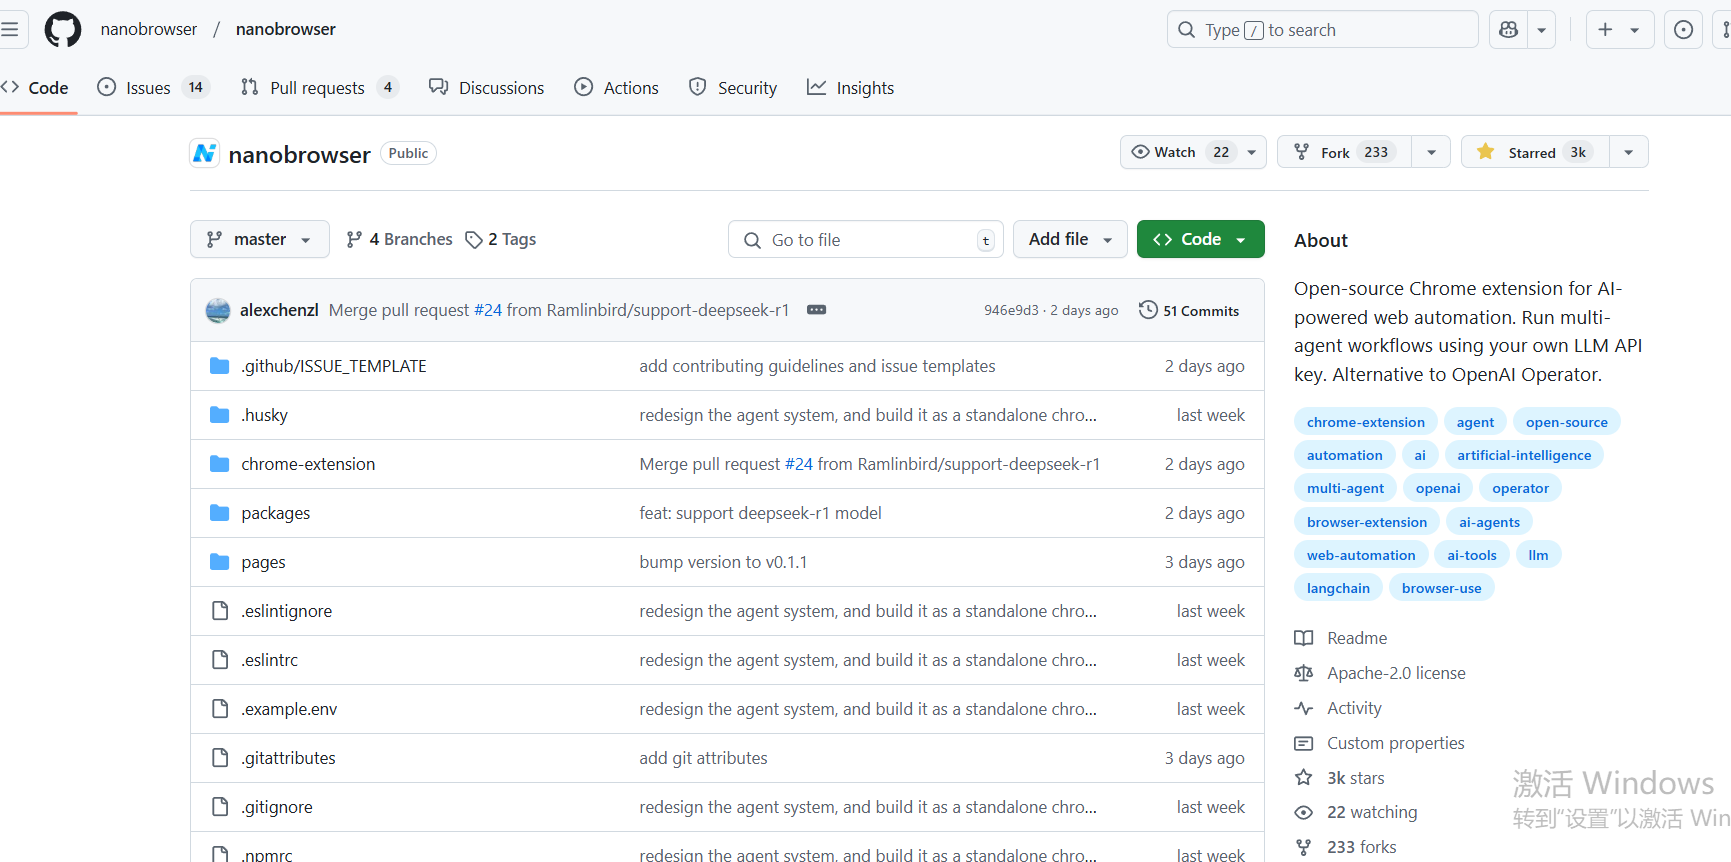 nanobrowser / nanobrowser
Type / to search
Code
Issues 14
Pull requests 4
Discussions
Actions
Security
Insights
nanobrowser Public
Watch 22
Fork 233
Starred 3k
master
4 Branches
2 Tags
Go to file t
Add file
Code
alexchenzl Merge pull request #24 from Ramlinbird/support-deepseek-r1
946e9d3 · 2 days ago
51 Commits
.github/ISSUE_TEMPLATE add contributing guidelines and issue templates 2 days ago
.husky redesign the agent system, and build it as a standalone chro... last week
chrome-extension Merge pull request #24 from Ramlinbird/support-deepseek-r1 2 days ago
packages feat: support deepseek-r1 model 2 days ago
pages bump version to v0.1.1 3 days ago
.eslintignore redesign the agent system, and build it as a standalone chro... last week
.eslintrc redesign the agent system, and build it as a standalone chro... last week
.example.env redesign the agent system, and build it as a standalone chro... last week
.gitattributes add git attributes 3 days ago
.gitignore redesign the agent system, and build it as a standalone chro... last week
.npmrc redesign the agent system, and build it as a standalone chro... last week
About
Open-source Chrome extension for AI-
powered web automation. Run multi-
agent workflows using your own LLM API
key. Alternative to OpenAI Operator.
chrome-extension agent open-source
automation ai artificial-intelligence
multi-agent openai operator
browser-extension ai-agents
web-automation ai-tools llm
langchain browser-use
Readme
Apache-2.0 license
Activity
Custom properties
3k stars
22 watching
233 forks
激活 Windows
转到“设置”以激活 Win